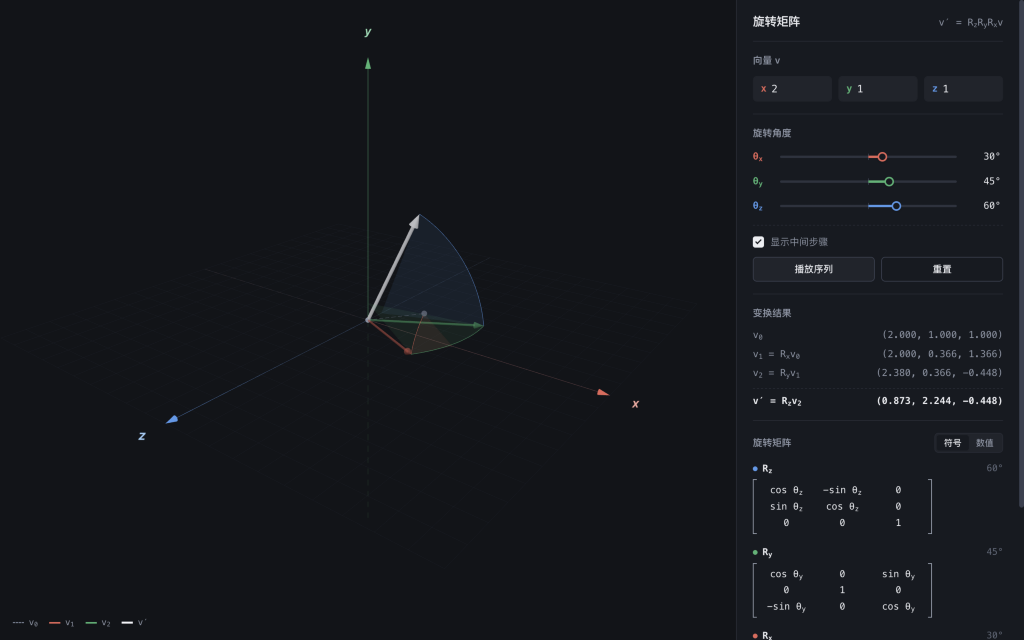 y
x
z
v₀ v₁ v₂ v′
旋转矩阵 v′ = RzRyRxv
向量 v
x 2 y 1 z 1
旋转角度
θx 30°
θy 45°
θz 60°
显示中间步骤
播放序列 重置
变换结果
v₀ (2.000, 1.000, 1.000)
v₁ = Rxv₀ (2.000, 0.366, 1.366)
v₂ = Ryv₁ (2.380, 0.366, −0.448)
v′ = Rzv₂ (0.873, 2.244, −0.448)
旋转矩阵 符号 数值
Rz 60°
cos θz −sin θz 0
sin θz cos θz 0
0 0 1
Ry 45°
cos θy 0 sin θy
0 1 0
−sin θy 0 cos θy
Rx 30°